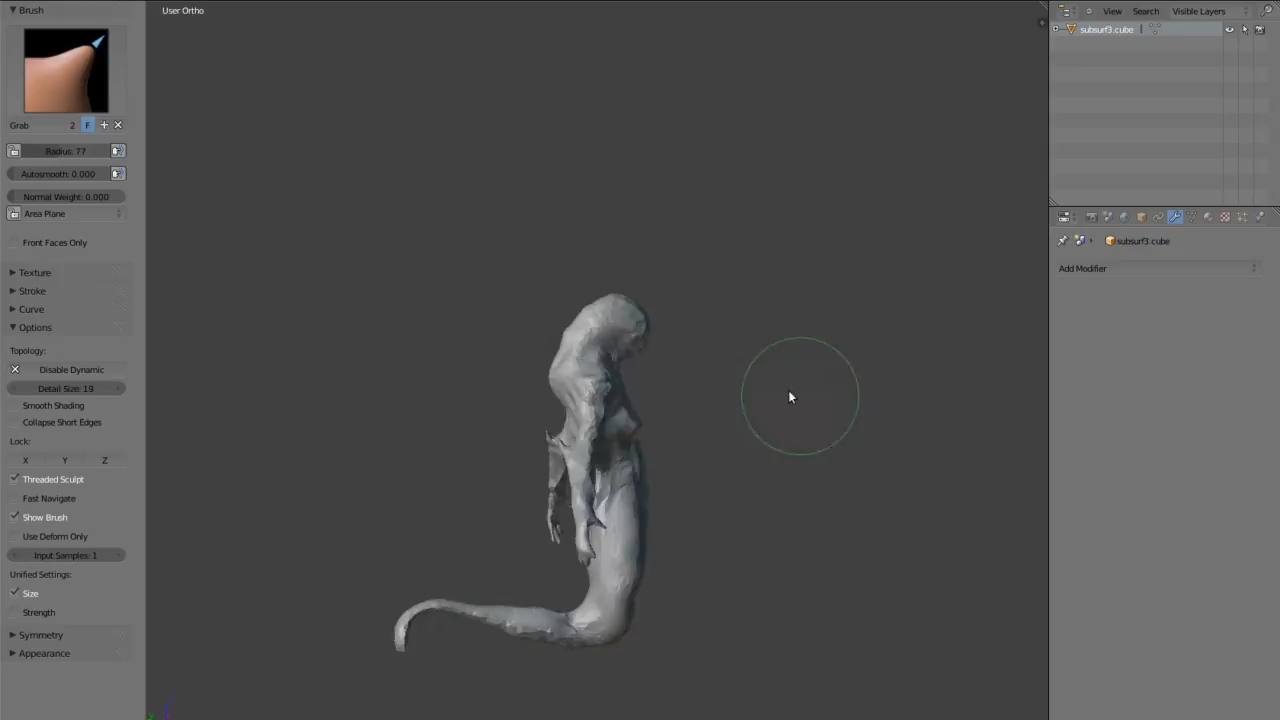 Brush
User Ortho
View Search Visible Layers
subsurf3.cube
Grab 2 F
Radius: 77
Autosmooth: 0.000
Normal Weight: 0.000
Area Plane
Front Faces Only
subsurf3.cube
Add Modifier
Texture
Stroke
Curve
Options
Topology:
Disable Dynamic
Detail Size: 19
Smooth Shading
Collapse Short Edges
Lock:
X Y Z
Threaded Sculpt
Fast Navigate
Show Brush
Use Deform Only
Input Samples: 1
Unified Settings:
Size
Strength
Symmetry
Appearance